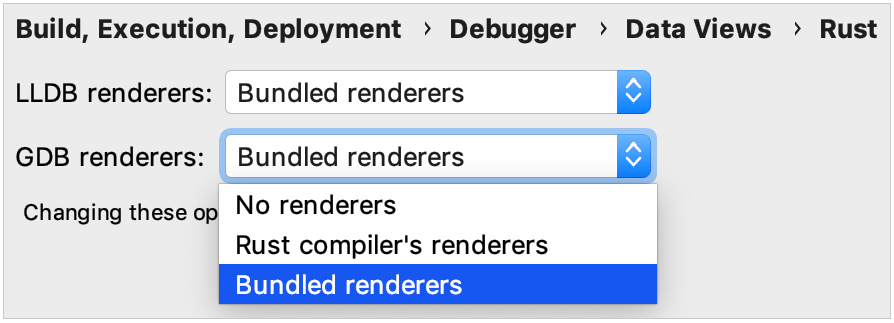 Build, Execution, Deployment › Debugger › Data Views › Rust
LLDB renderers: Bundled renderers
GDB renderers: Bundled renderers
No renderers
Changing these
Rust compiler's renderers
Bundled renderers